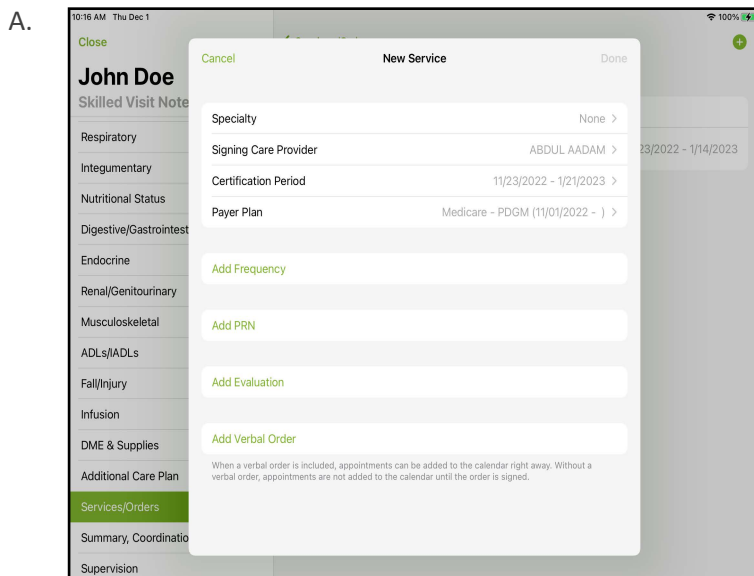 A.
10:16 AM Thu Dec 1
100%
Close
John Doe
Skilled Visit Note
Respiratory
Integumentary
Nutritional Status
Digestive/Gastrointest
Endocrine
Renal/Genitourinary
Musculoskeletal
ADLs/IADLs
Fall/Injury
Infusion
DME & Supplies
Additional Care Plan
Services/Orders
Summary, Coordinatio
Supervision
Cancel New Service Done
Specialty None >
Signing Care Provider ABDUL AADAM >
Certification Period 11/23/2022 - 1/21/2023 >
Payer Plan Medicare - PDGM (11/01/2022 - ) >
Add Frequency
Add PRN
Add Evaluation
Add Verbal Order
When a verbal order is included, appointments can be added to the calendar right away. Without a
verbal order, appointments are not added to the calendar until the order is signed.
23/2022 - 1/14/2023